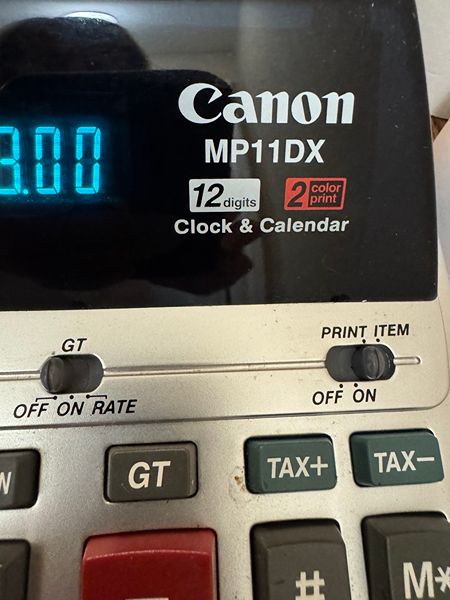 Canon
MP11DX
3.00
12 digits 2 color print
Clock & Calendar
GT
PRINT ITEM
OFF ON RATE
OFF ON
GT
TAX+
TAX−
#
M*